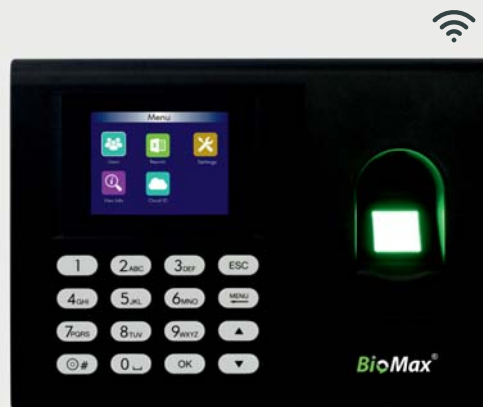 Menu
Users Reports Settings
View Info Cloud ID
1 2ABC 3DEF ESC
4GHI 5JKL 6MNO MENU
7PQRS 8TUV 9WXYZ ▲
# 0 OK ▼
BioMax®